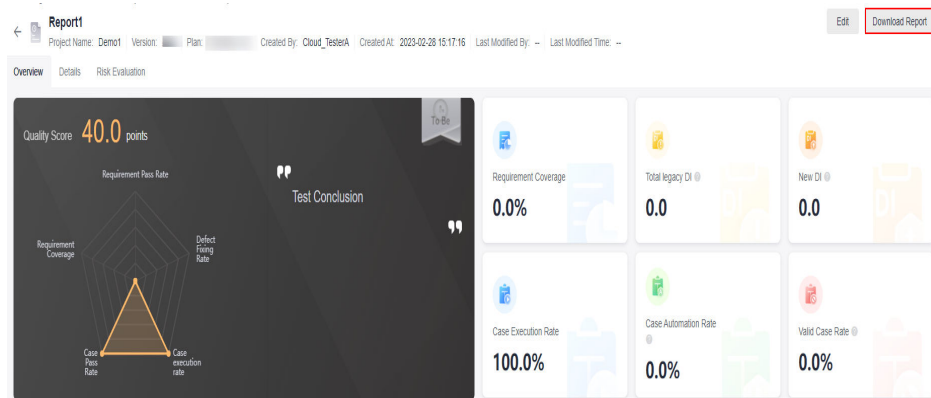 Report1
Edit
Download Report
Project Name: Demo1 Version: Plan: Created By: Cloud_TesterA Created At: 2023-02-28 15:17:16 Last Modified By: -- Last Modified Time: --
Overview Details Risk Evaluation
Quality Score 40.0 points
To Be
Requirement Pass Rate
Requirement
Coverage
Defect
Fixing
Rate
Case
Pass
Rate
Case
execution
rate
Test Conclusion
Requirement Coverage
0.0%
Total legacy DI
0.0
New DI
0.0
Case Execution Rate
100.0%
Case Automation Rate
0.0%
Valid Case Rate
0.0%